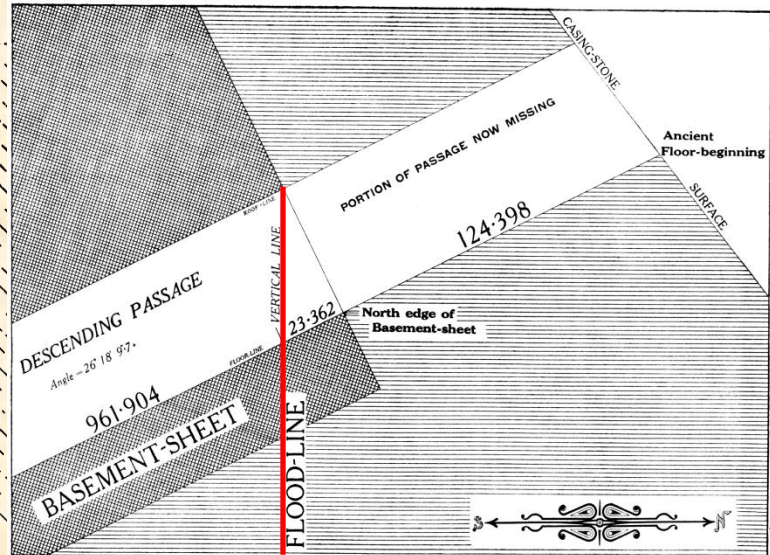 CASING-STONE
Ancient
Floor-beginning
SURFACE
PORTION OF PASSAGE NOW MISSING
124·398
ROOF-LINE
VERTICAL LINE
23·362
North edge of
Basement-sheet
DESCENDING PASSAGE
Angle - 26° 18′ 9·7″
FLOOR-LINE
961·904
BASEMENT-SHEET
FLOOD-LINE
S
N